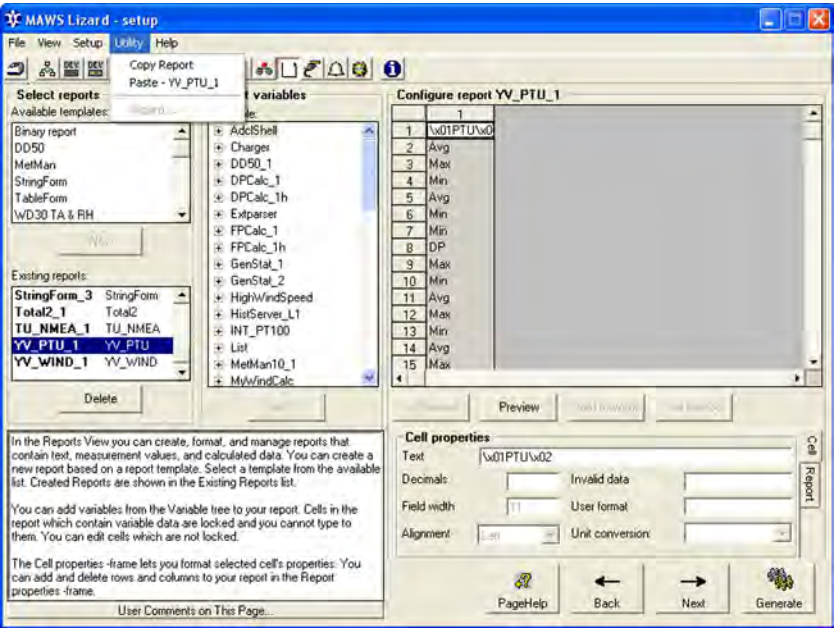 MAWS Lizard - setup
File View Setup Utility Help
Copy Report
Paste - YV_PTU_1
DEV DEV
Select reports
variables
Configure report YV_PTU_1
Available templates:
Binary report
DD50
MetMan
StringForm
TableForm
WD30 TA & RH
AdclShell
Charger
DD50_1
DPCalc_1
DPCalc_1h
Extparser
FPCalc_1
FPCalc_1h
GenStat_1
GenStat_2
HighWindSpeed
HistServer_L1
INT_PT100
List
MetMan10_1
MyWindCalc
1
1 \x01PTU\x0
2 Avg
3 Max
4 Min
5 Avg
6 Min
7 Min
8 DP
9 Max
10 Min
11 Avg
12 Max
13 Min
14 Avg
15 Max
Existing reports:
StringForm_3 StringForm
Total2_1 Total2
TU_NMEA_1 TU_NMEA
YV_PTU_1 YV_PTU
YV_WIND_1 YV_WIND
Delete
Preview
In the Reports View you can create, format, and manage reports that
contain text, measurement values, and calculated data. You can create a
new report based on a report template. Select a template from the available
list. Created Reports are shown in the Existing Reports list.
You can add variables from the Variable tree to your report. Cells in the
report which contain variable data are locked and you cannot type to
them. You can edit cells which are not locked.
The Cell properties -frame lets you format selected cell's properties. You
can add and delete rows and columns to your report in the Report
properties -frame.
User Comments on This Page...
Cell properties
Text \x01PTU\x02
Decimals Invalid data
Field width 11 User format
Alignment Unit conversion:
Cell
Report
PageHelp Back Next Generate